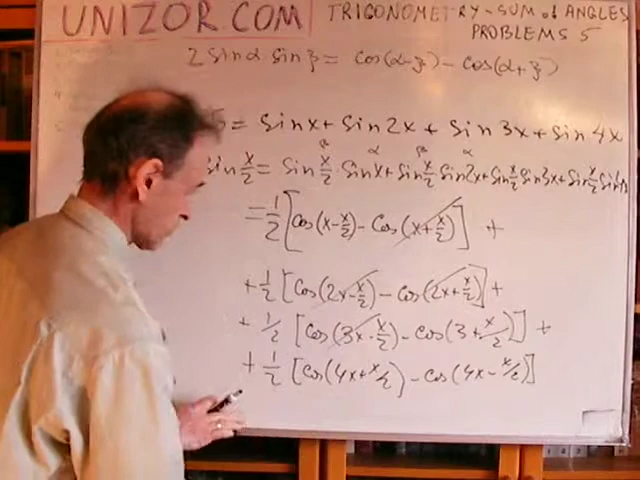 UNIZOR.COM
TRIGONOMETRY - SUM of ANGLES
PROBLEMS 5
2 sinα sinβ = cos(α-β) - cos(α+β)
S = sinx + sin2x + sin3x + sin4x
β α β α
sin x/2 = sin x/2 · sinx + sin x/2 sin2x + sin x/2 sin3x + sin x/2 sin4x
= 1/2 [cos(x - x/2) - cos(x + x/2)] +
+ 1/2 [cos(2x - x/2) - cos(2x + x/2)] +
+ 1/2 [cos(3x - x/2) - cos(3 + x/2)] +
+ 1/2 [cos(4x + x/2) - cos(4x - x/2)]